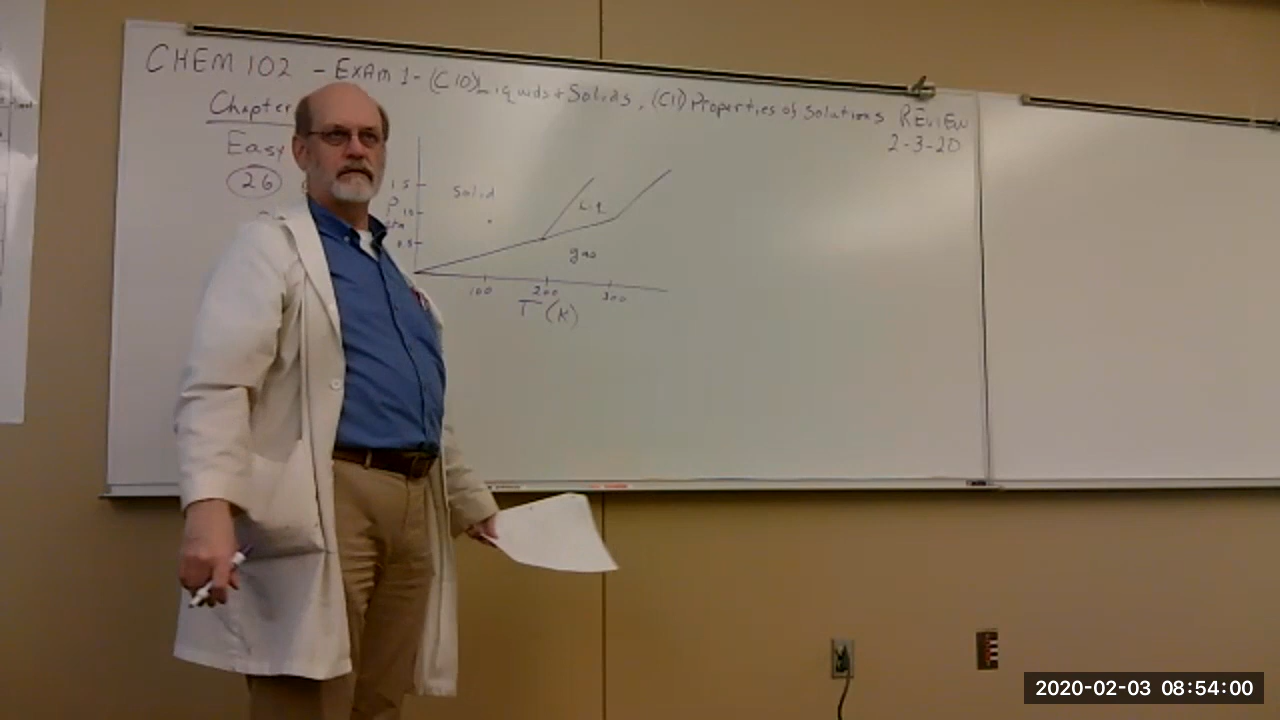 CHEM 102 - EXAM 1 - (C10) Liquids + Solids, (C11) Properties of Solutions REVIEW
2-3-20
Chapter
Easy
26
1.5
Solid
P
1.0
Liq
0.5
gas
100 200 300
T (K)
2020-02-03 08:54:00